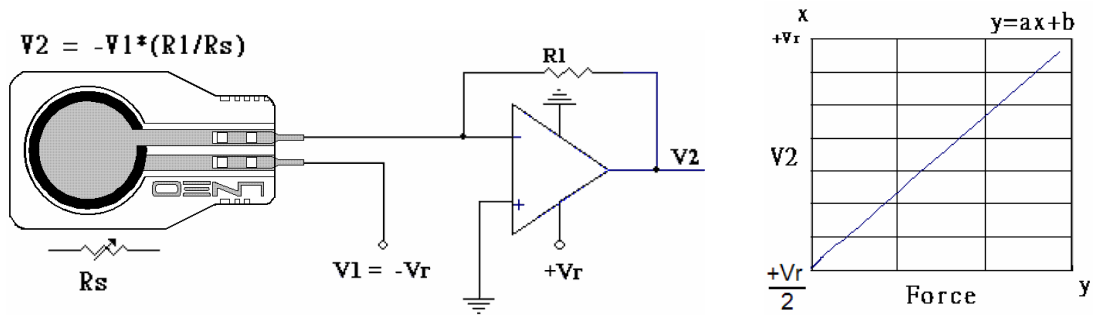 V2 = -V1*(R1/Rs)
R1
-
+
V2
V1 = -Vr
+Vr
Rs
x
y=ax+b
+Vr
V2
+Vr
2
Force
y